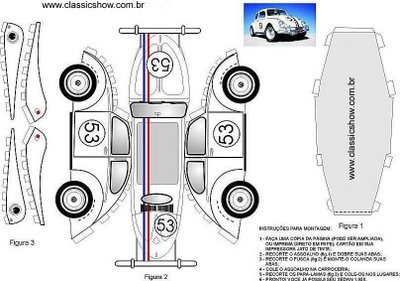 www.classicshow.com.br
53
53
53
53
www.classicshow.com.br
Figura 1
Figura 3
Figura 2
INSTRUÇÕES PARA MONTAGEM:
1 - FAÇA UMA CÓPIA DA PÁGINA (PODE SER AMPLIADA),
OU IMPRIMA DIRETO EM PAPEL CARTÃO EM SUA
IMPRESSORA JATO DE TINTA;
2 - RECORTE O ASSOALHO (fig.1) E DOBRE SUAS ABAS;
3 - RECORTE O FUSCA (fig.2) E MONTE-O COLANDO SUAS
ABAS;
4 - COLE O ASSOALHO NA CARROCERIA;
5 - RECORTE OS PARA-LAMAS (fig.3) E COLE-OS NOS LUGARES;
6 - PRONTO! VOCÊ JÁ POSSUI SEU